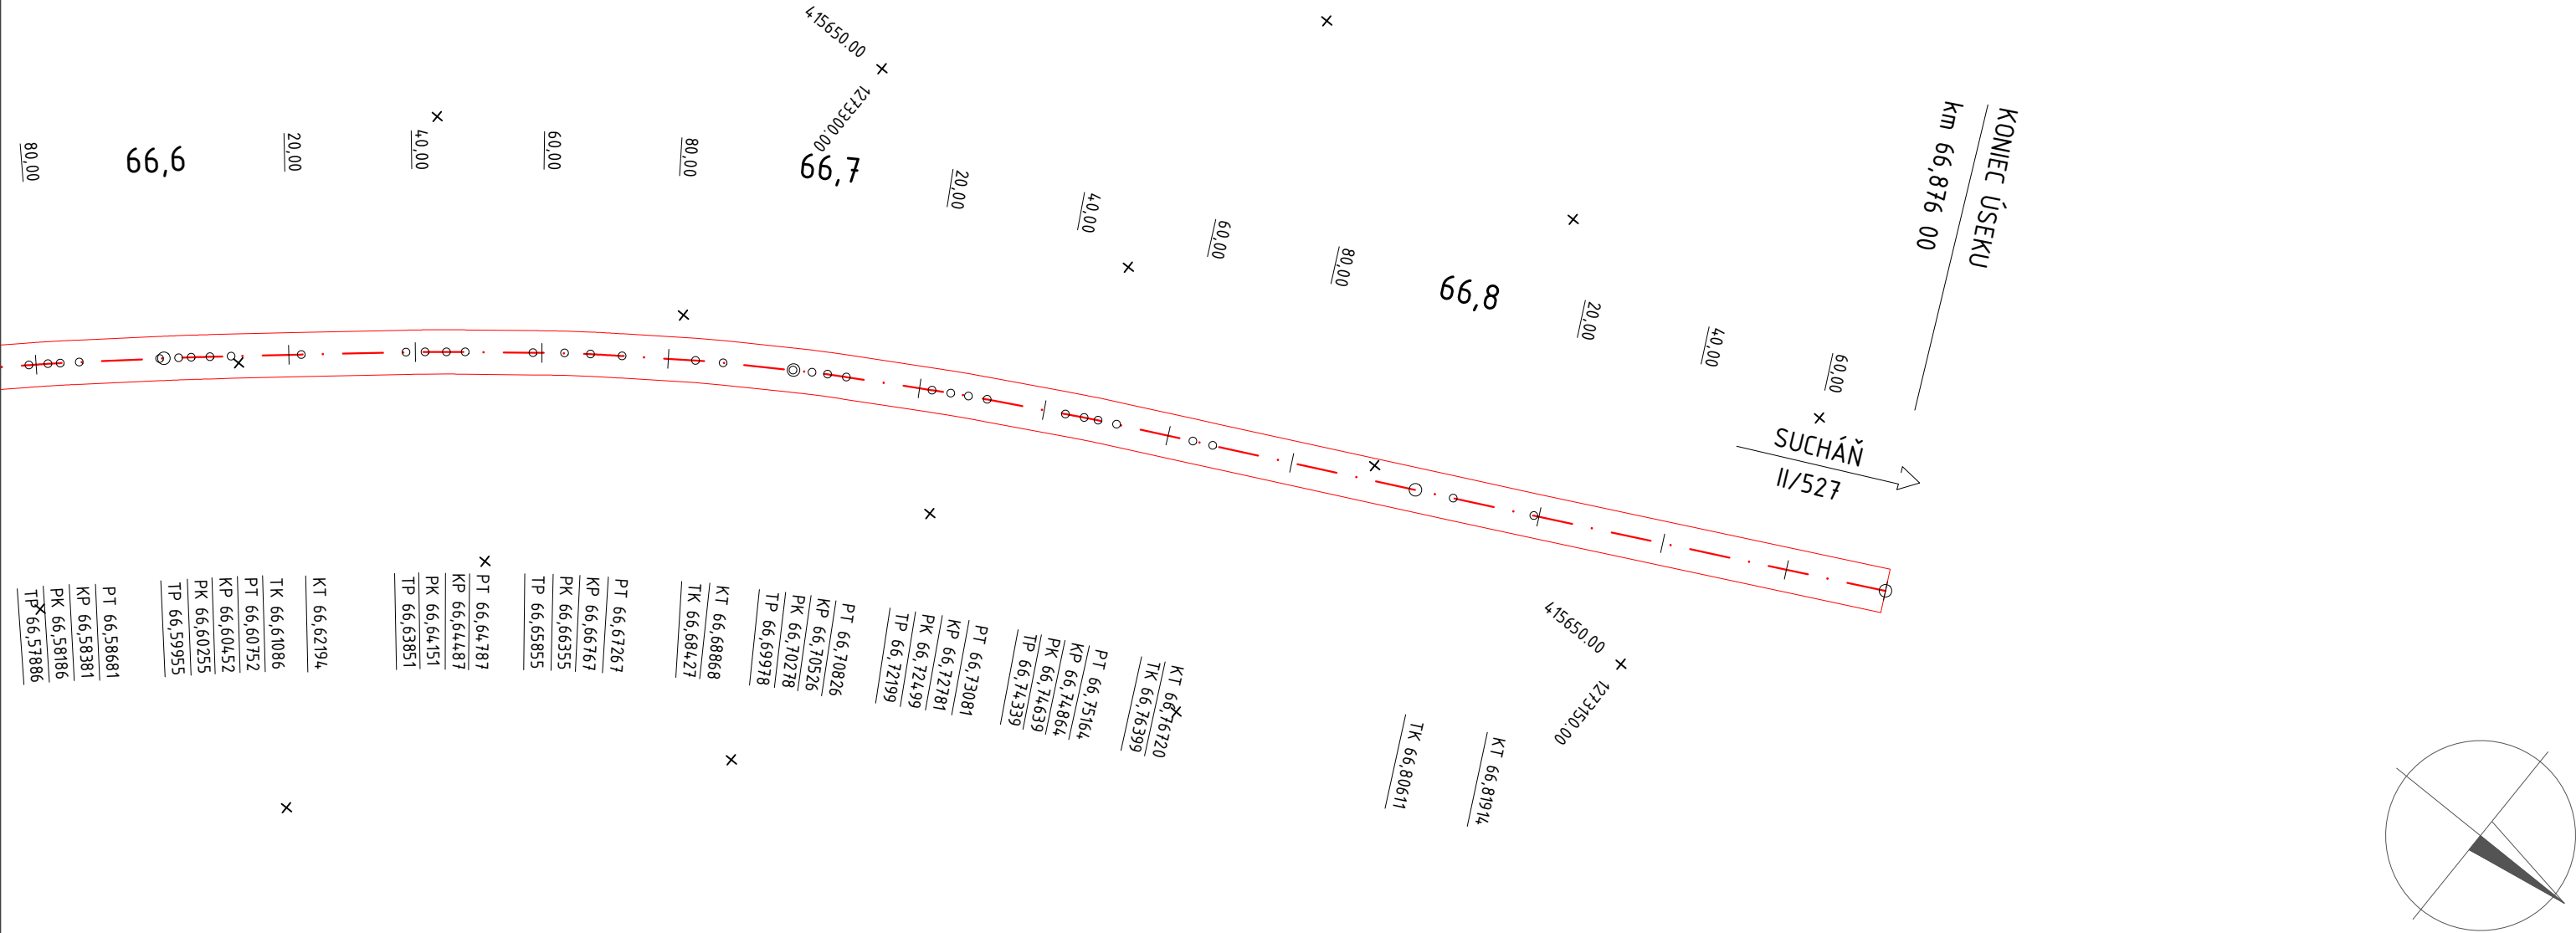 415650.00
1273300.00
80,00
66,6
20,00
40,00
60,00
80,00
66,7
20,00
40,00
60,00
80,00
66,8
20,00
40,00
60,00
KONIEC ÚSEKU
km 66,876 00
SUCHÁŇ
II/527
TP 66,57886
PK 66,58186
KP 66,58381
PT 66,58681
TP 66,59955
PK 66,60255
KP 66,60452
PT 66,60752
TK 66,61086
KT 66,62194
TP 66,63851
PK 66,64151
KP 66,64487
PT 66,64787
TP 66,65855
PK 66,66355
KP 66,66767
PT 66,67267
TK 66,68427
KT 66,68868
TP 66,69978
PK 66,70278
KP 66,70526
PT 66,70826
TP 66,72199
PK 66,72499
KP 66,72781
PT 66,73081
TP 66,74339
PK 66,74639
KP 66,74864
PT 66,75164
TK 66,76399
KT 66,76720
TK 66,80611
KT 66,81914
415650.00
1273150.00